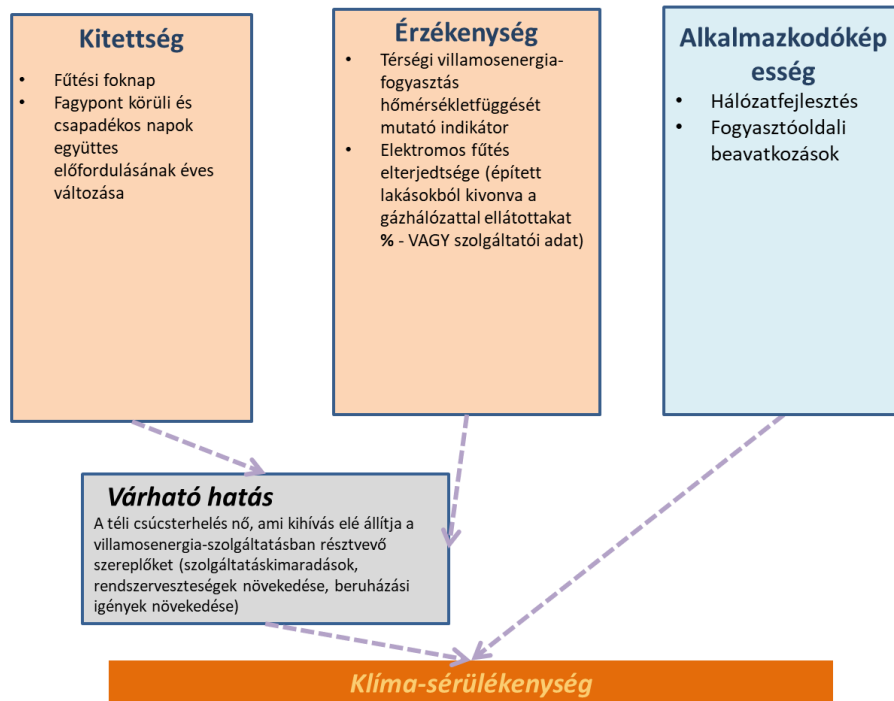 Kitettség
• Fűtési foknap
• Fagypont körüli és
csapadékos napok
együttes
előfordulásának éves
változása
Érzékenység
• Térségi villamosenergia-
fogyasztás
hőmérsékletfüggését
mutató indikátor
• Elektromos fűtés
elterjedtsége (épített
lakásokból kivonva a
gázhálózattal ellátottakat
% - VAGY szolgáltatói adat)
Alkalmazkodókép
esség
• Hálózatfejlesztés
• Fogyasztóoldali
beavatkozások
Várható hatás
A téli csúcsterhelés nő, ami kihívás elé állítja a
villamosenergia-szolgáltatásban résztvevő
szereplőket (szolgáltatáskimaradások,
rendszerveszteségek növekedése, beruházási
igények növekedése)
Klíma-sérülékenység